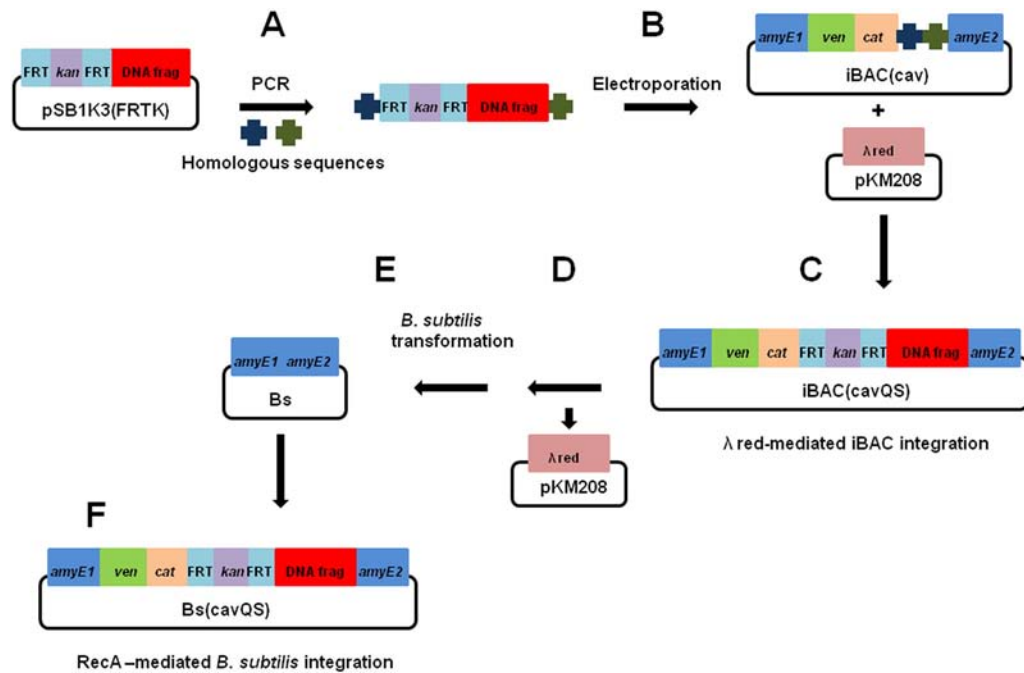 A
B
FRT kan FRT DNA frag
pSB1K3(FRTK)
PCR
Homologous sequences
FRT kan FRT DNA frag
Electroporation
amyE1 ven cat amyE2
iBAC(cav)
+
λ red
pKM208
C
D
E
B. subtilis
transformation
amyE1 amyE2
Bs
λ red
pKM208
amyE1 ven cat FRT kan FRT DNA frag amyE2
iBAC(cavQS)
λ red-mediated iBAC integration
F
amyE1 ven cat FRT kan FRT DNA frag amyE2
Bs(cavQS)
RecA–mediated B. subtilis integration